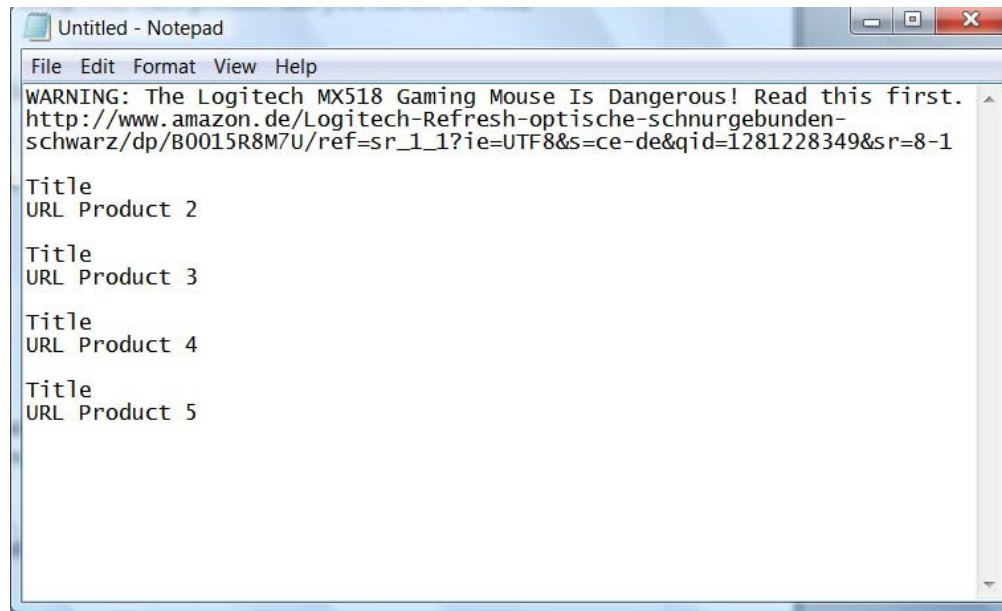 Untitled - Notepad
File Edit Format View Help
WARNING: The Logitech MX518 Gaming Mouse Is Dangerous! Read this first.
http://www.amazon.de/Logitech-Refresh-optische-schnurgebunden-
schwarz/dp/B0015R8M7U/ref=sr_1_1?ie=UTF8&s=ce-de&qid=1281228349&sr=8-1
Title
URL Product 2
Title
URL Product 3
Title
URL Product 4
Title
URL Product 5